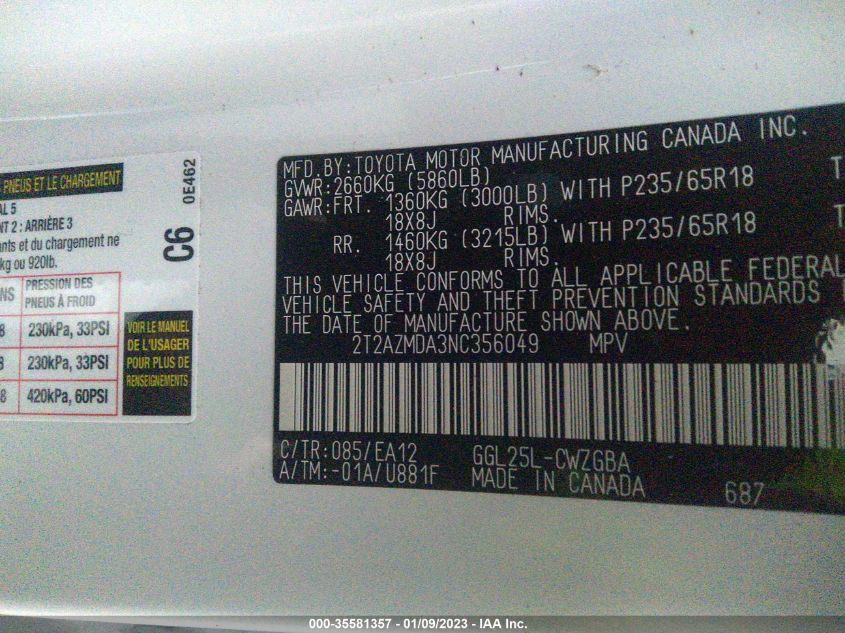 PNEUS ET LE CHARGEMENT
AL 5
NT 2 : ARRIÈRE 3
ants et du chargement ne
kg ou 920lb.
NS PRESSION DES PNEUS À FROID
8 230kPa, 33PSI
8 230kPa, 33PSI
8 420kPa, 60PSI
C6 0E462
VOIR LE MANUEL
DE L'USAGER
POUR PLUS DE
RENSEIGNEMENTS
MFD.BY:TOYOTA MOTOR MANUFACTURING CANADA INC.
GVWR:2660KG (5860LB)
GAWR:FRT. 1360KG (3000LB) WITH P235/65R18 T
18X8J RIMS.
RR. 1460KG (3215LB) WITH P235/65R18 T
18X8J RIMS.
THIS VEHICLE CONFORMS TO ALL APPLICABLE FEDERAL
VEHICLE SAFETY AND THEFT PREVENTION STANDARDS
THE DATE OF MANUFACTURE SHOWN ABOVE.
2T2AZMDA3NC356049 MPV
C/TR:085/EA12 GGL25L-CWZGBA
A/TM:-01A/U881F MADE IN CANADA 687
000-35581357 - 01/09/2023 - IAA Inc.